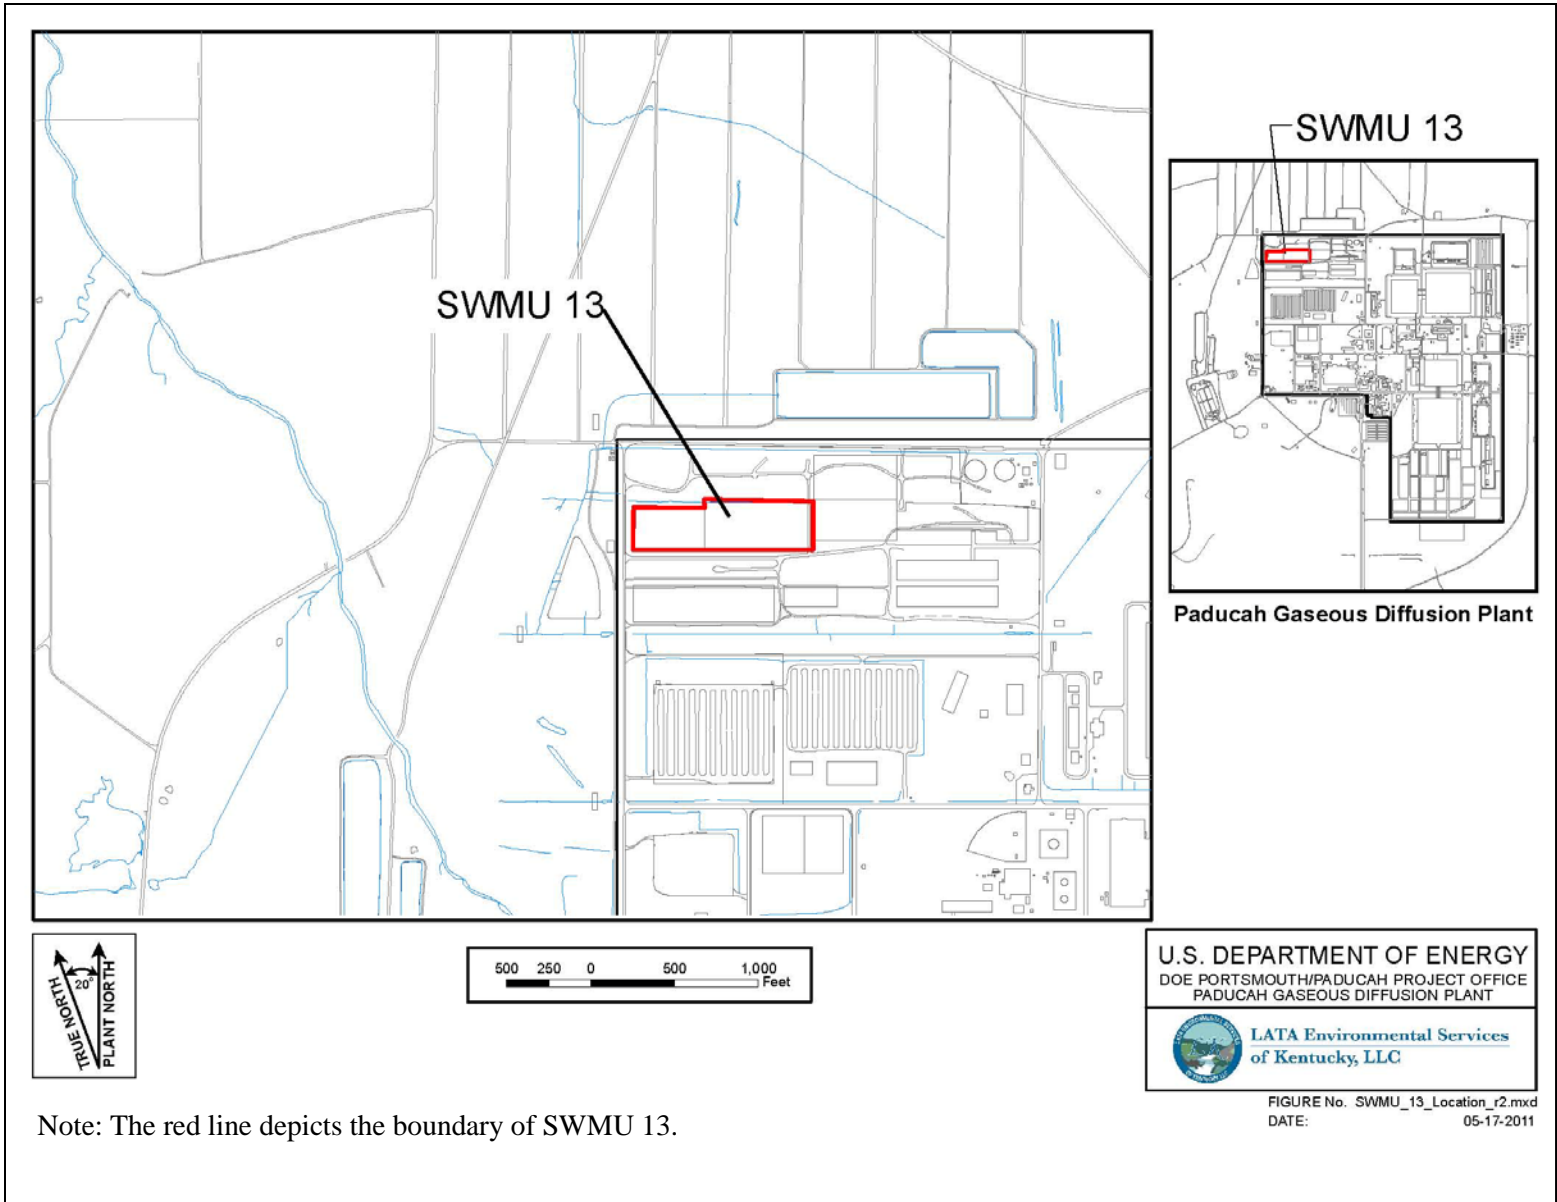 SWMU 13
SWMU 13
Paducah Gaseous Diffusion Plant
TRUE NORTH
20°
PLANT NORTH
500 250 0 500 1,000
Feet
U.S. DEPARTMENT OF ENERGY
DOE PORTSMOUTH/PADUCAH PROJECT OFFICE
PADUCAH GASEOUS DIFFUSION PLANT
LATA Environmental Services
of Kentucky, LLC
FIGURE No. SWMU_13_Location_r2.mxd
DATE: 05-17-2011
Note: The red line depicts the boundary of SWMU 13.